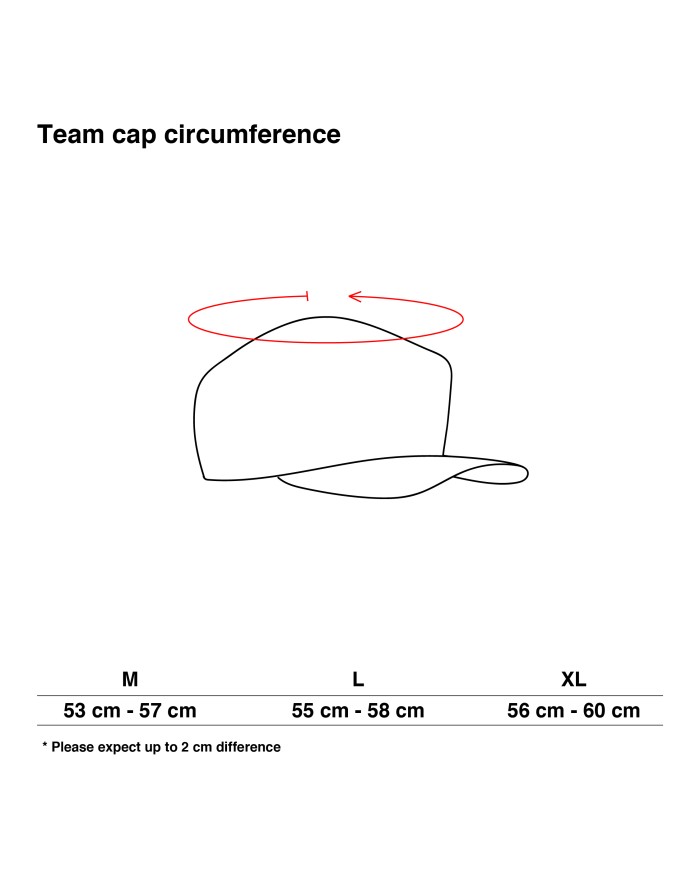 Team cap circumference
M L XL
53 cm - 57 cm 55 cm - 58 cm 56 cm - 60 cm
* Please expect up to 2 cm difference